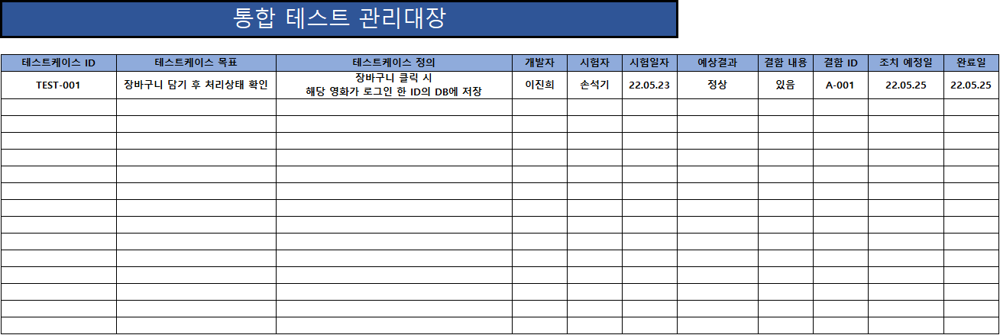 통합 테스트 관리대장
테스트케이스 ID 테스트케이스 목표 테스트케이스 정의 개발자 시험자 시험일자 예상결과 결함 내용 결함 ID 조치 예정일 완료일
TEST-001 장바구니 담기 후 처리상태 확인 장바구니 클릭 시
해당 영화가 로그인 한 ID의 DB에 저장 이진희 손석기 22.05.23 정상 있음 A-001 22.05.25 22.05.25